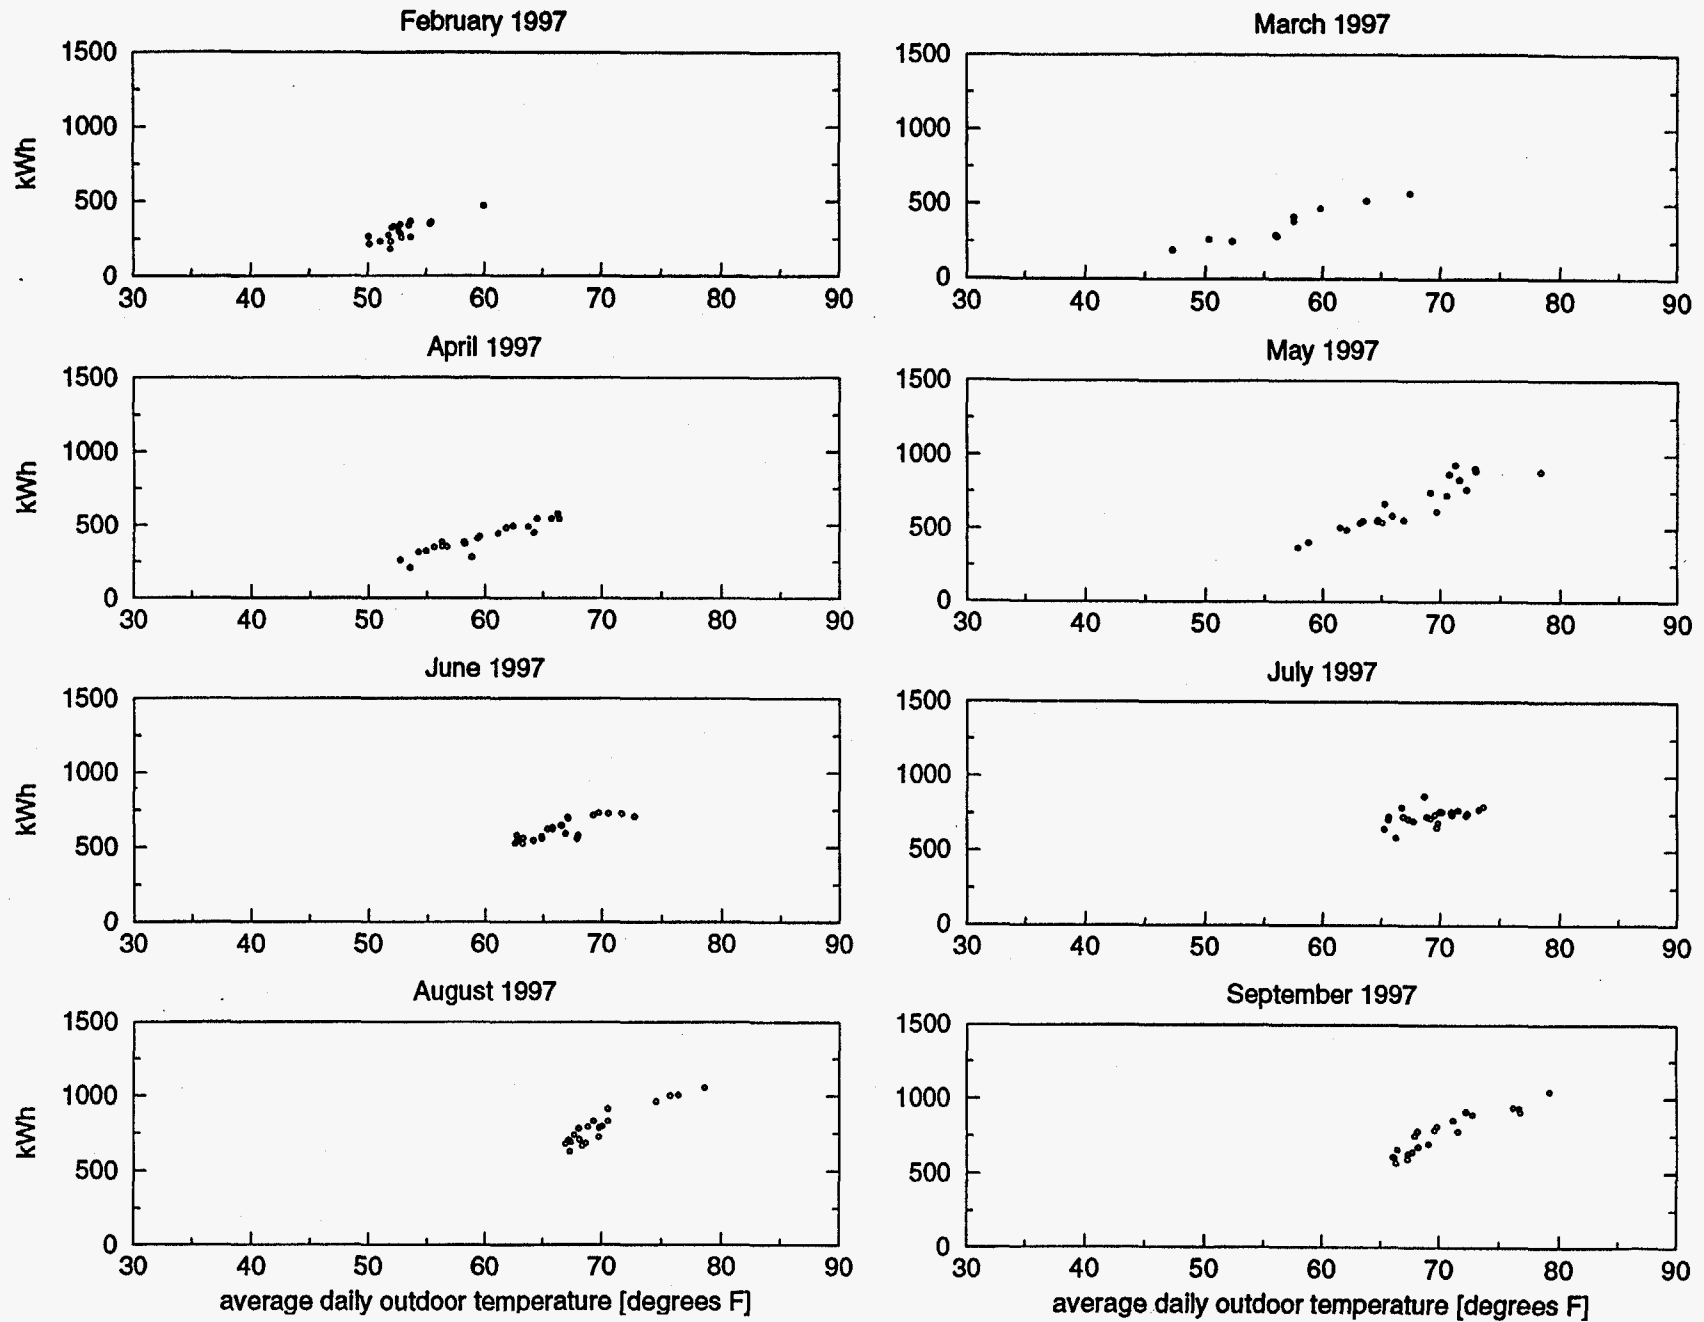 February 1997
March 1997
kWh
1500
1000
500
0
30 40 50 60 70 80 90
1500
1000
500
0
30 40 50 60 70 80 90
April 1997
May 1997
kWh
1500
1000
500
0
30 40 50 60 70 80 90
1500
1000
500
0
30 40 50 60 70 80 90
June 1997
July 1997
kWh
1500
1000
500
0
30 40 50 60 70 80 90
1500
1000
500
0
30 40 50 60 70 80 90
August 1997
September 1997
kWh
1500
1000
500
0
30 40 50 60 70 80 90
average daily outdoor temperature [degrees F]
1500
1000
500
0
30 40 50 60 70 80 90
average daily outdoor temperature [degrees F]